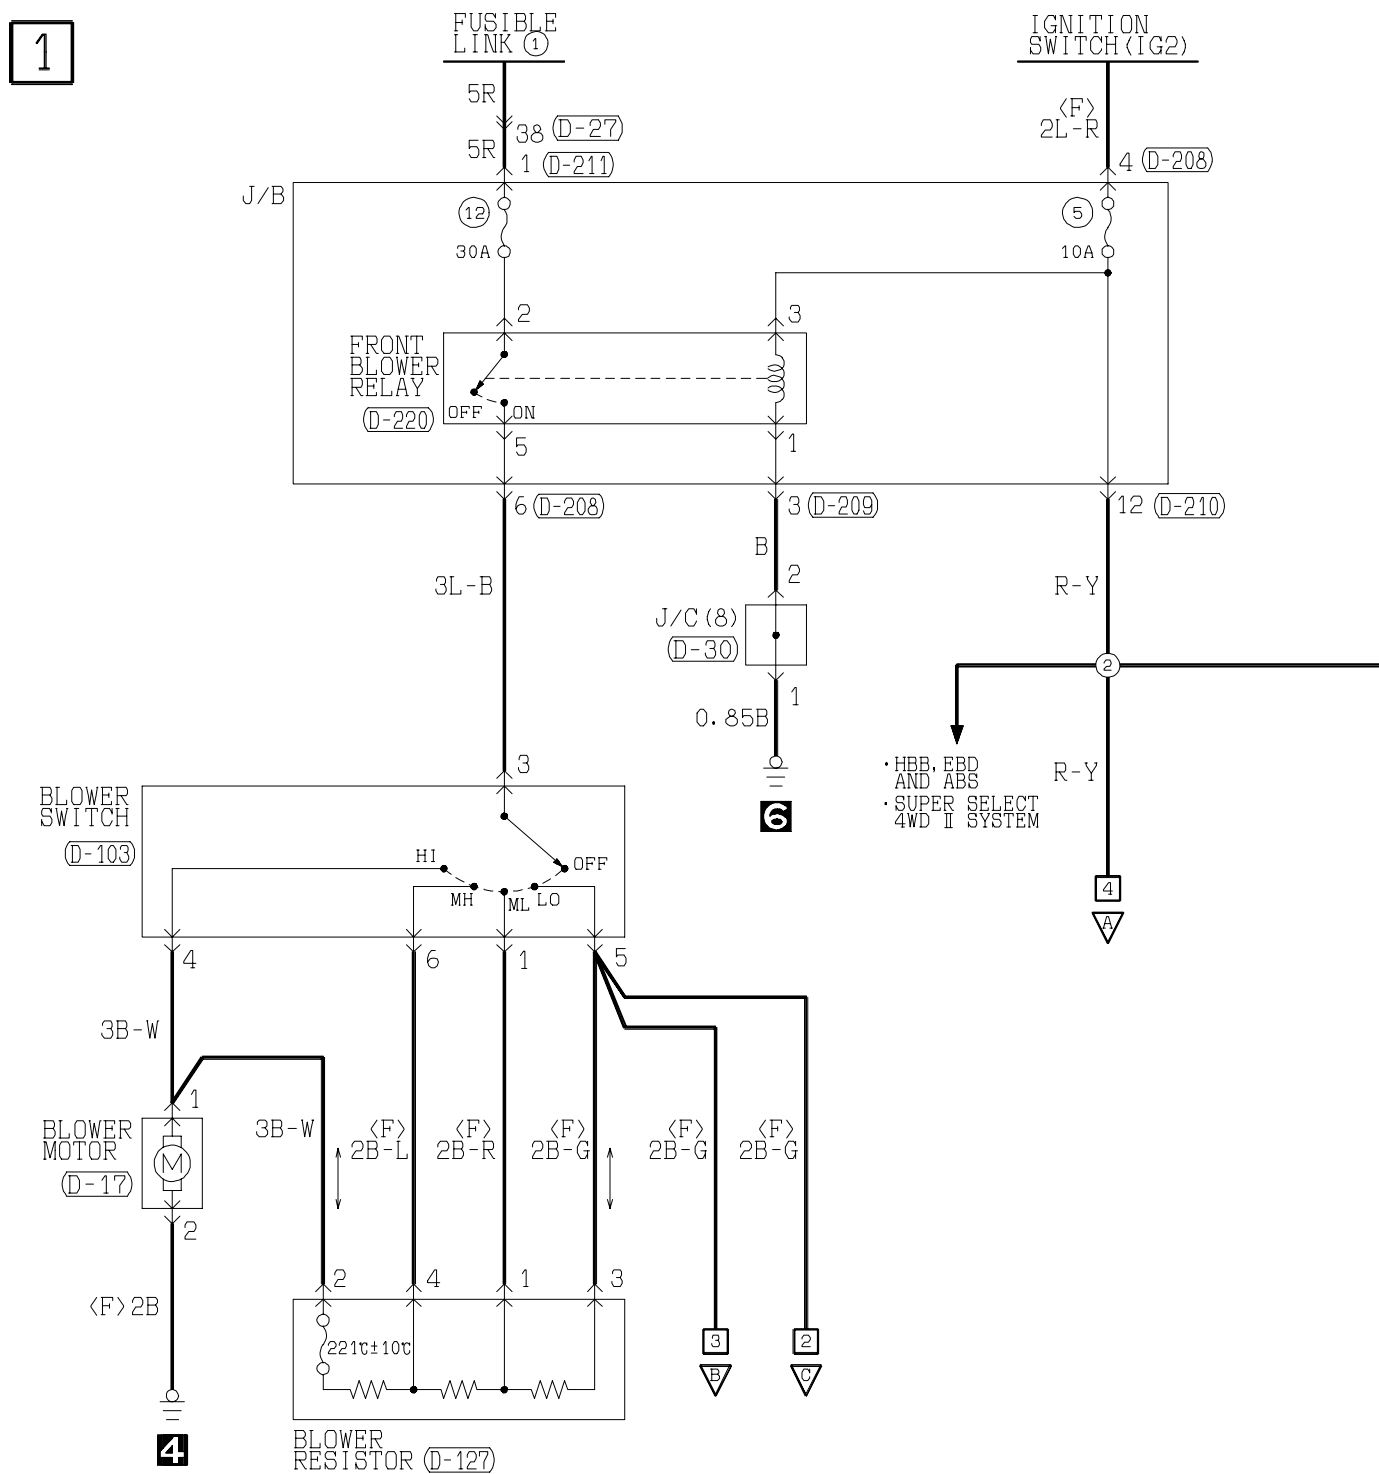 1
FUSIBLE
LINK ①
IGNITION
SWITCH(IG2)
5R
<F>
2L-R
38 (D-27)
5R
1 (D-211)
4 (D-208)
J/B
12
5
30A
10A
2
3
FRONT
BLOWER
RELAY
(D-220)
OFF
ON
5
1
6 (D-208)
3 (D-209)
12 (D-210)
B
3L-B
2
R-Y
J/C(8)
(D-30)
2
1
0.85B
3
·HBB, EBD
AND ABS
·SUPER SELECT
4WD Ⅱ SYSTEM
R-Y
BLOWER
SWITCH
(D-103)
6
HI
OFF
MH
ML
LO
4
A
4
6
1
5
3B-W
1
BLOWER
MOTOR
(D-17)
M
3B-W
<F>
2B-L
<F>
2B-R
<F>
2B-G
<F>
2B-G
<F>
2B-G
2
2
4
1
3
<F>2B
221℃±10℃
3
2
B
C
4
BLOWER
RESISTOR (D-127)